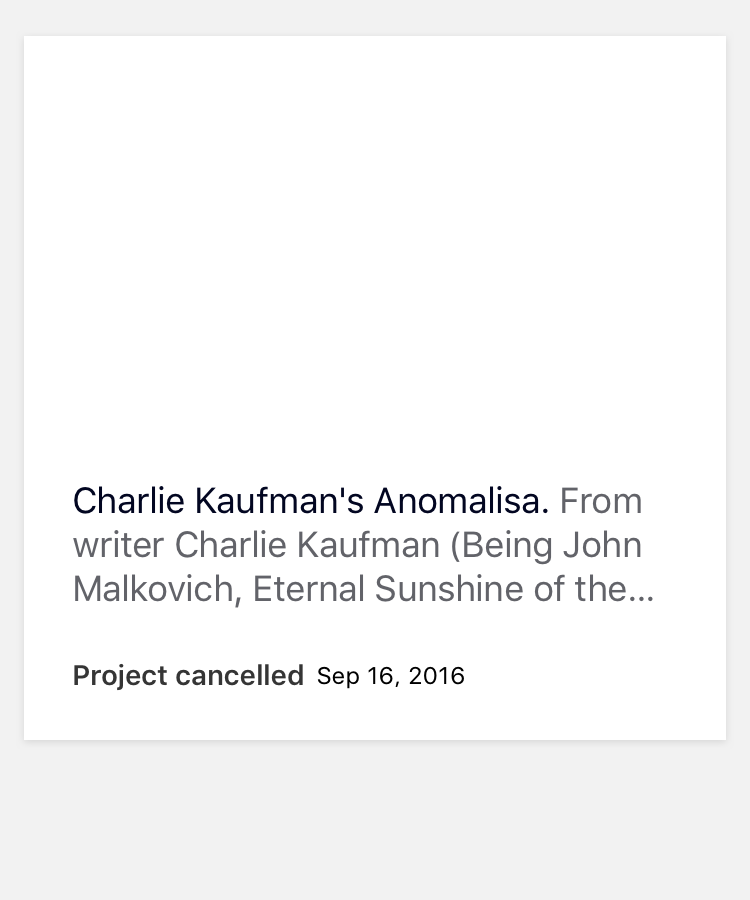 Charlie Kaufman's Anomalisa. From
writer Charlie Kaufman (Being John
Malkovich, Eternal Sunshine of the...
Project cancelled Sep 16, 2016